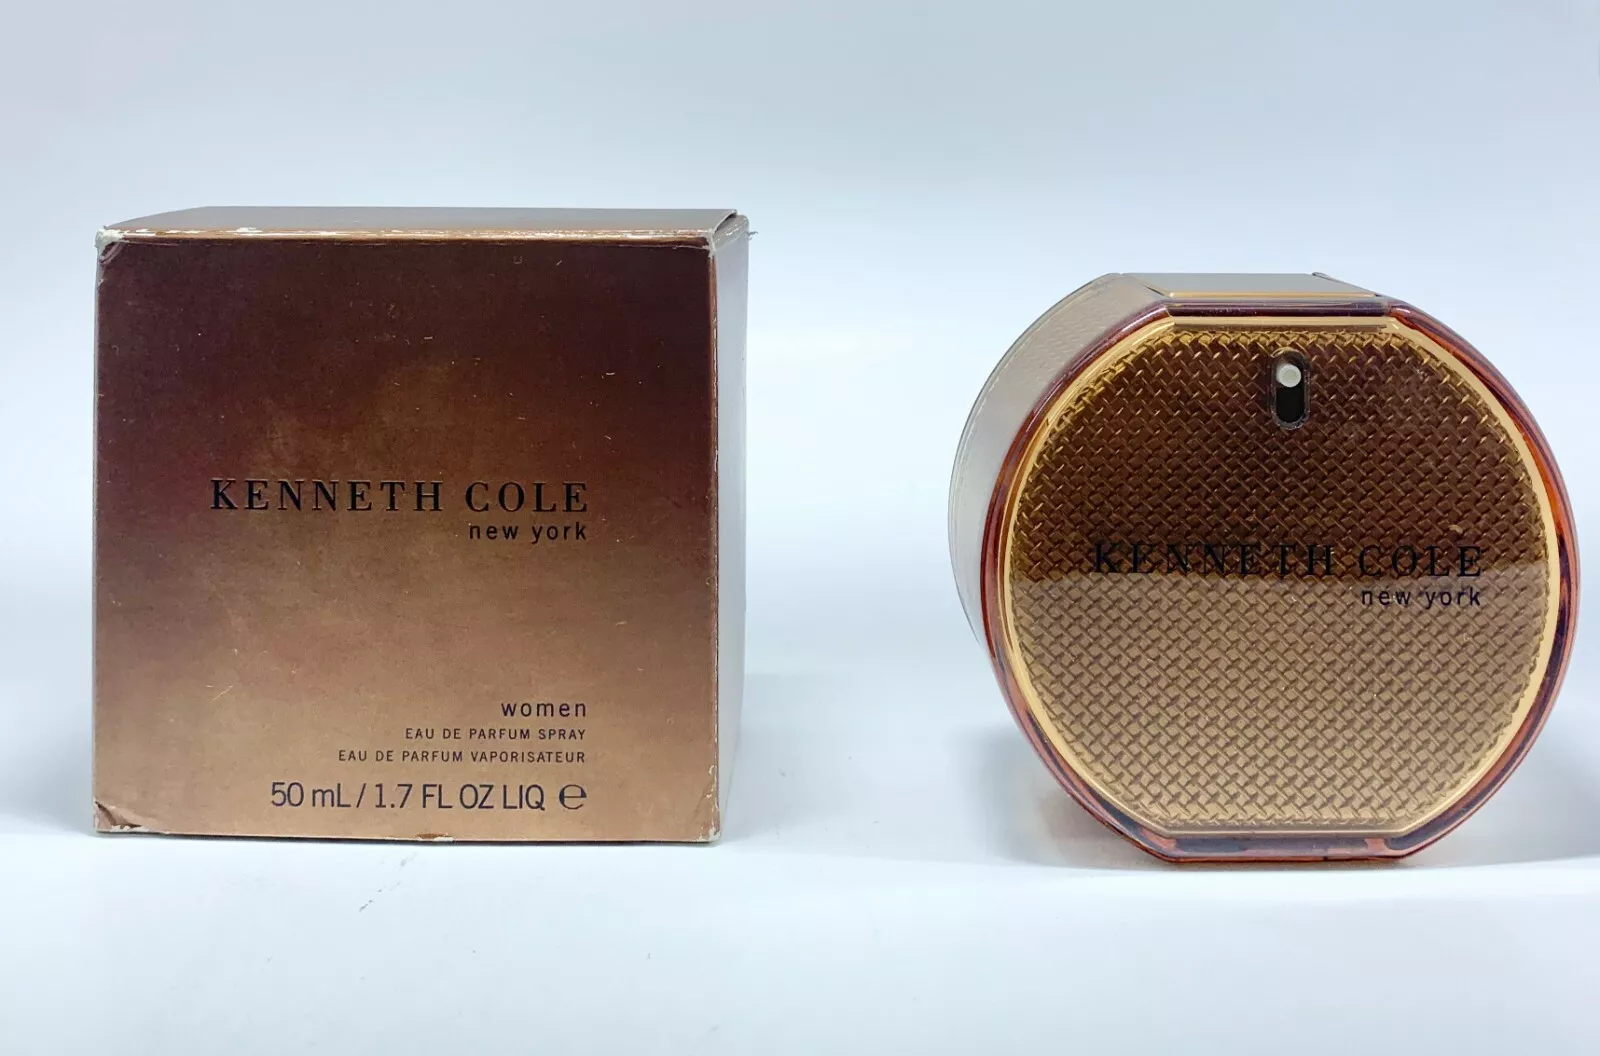 KENNETH COLE
new york
women
EAU DE PARFUM SPRAY
EAU DE PARFUM VAPORISATEUR
50 mL / 1.7 FL OZ LIQ ℮
KENNETH COLE
new york